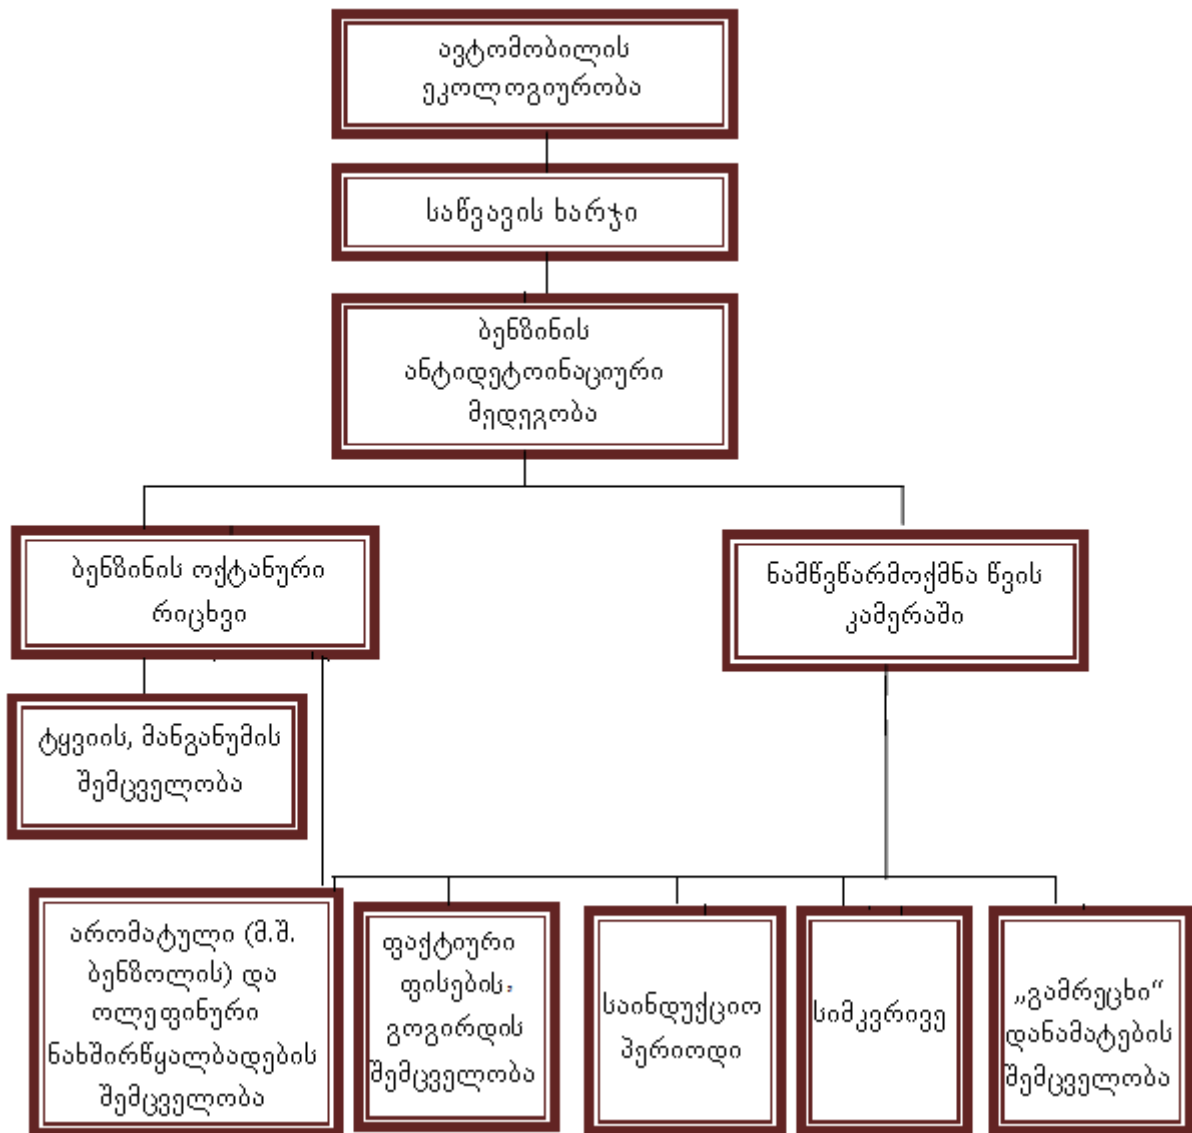 ავტომობილის
ეკოლოგიურობა
საწვავის ხარჯი
ბენზინის
ანტიდეტოინაციური
მედეგობა
ბენზინის ოქტანური
რიცხვი
ნამწვწარმოქმნა წვის
კამერაში
ტყვიის, მანგანუმის
შემცველობა
არომატული (მ.შ.
ბენზოლის) და
ოლეფინური
ნახშირწყალბადების
შემცველობა
ფაქტიური
ფისების,
გოგირდის
შემცველობა
საინდუქციო
პერიოდი
სიმკვრივე
„გამრეცხი“
დანამატების
შემცველობა